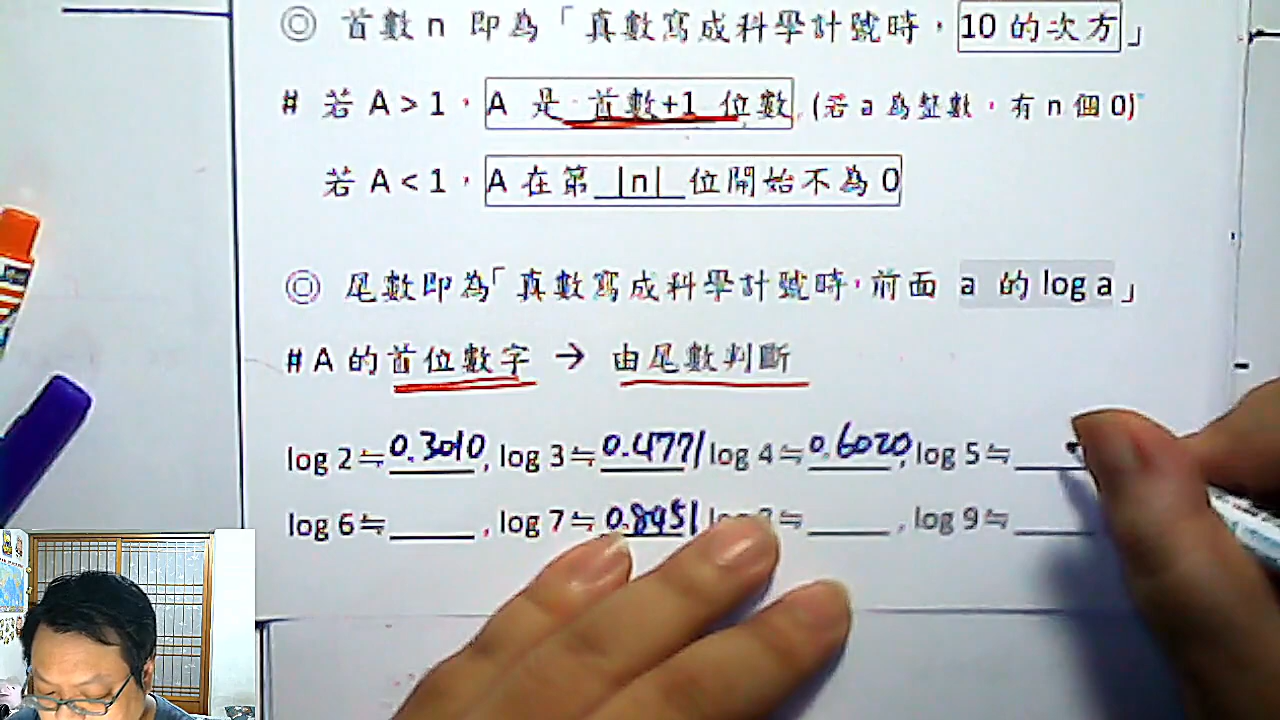 ◎ 首數 n 即為「真數寫成科學計號時，10 的次方」
# 若 A > 1，A 是 首數+1 位數，(若 a 為整數，有 n 個 0)
若 A < 1，A 在第 |n| 位開始不為 0
◎ 尾數即為「真數寫成科學計號時，前面 a 的 log a」
# A 的首位數字 → 由尾數判斷
log 2≒0.3010, log 3≒0.4771 log 4≒0.6020, log 5≒
log 6≒____, log 7≒0.8451 ≒____, log 9≒____